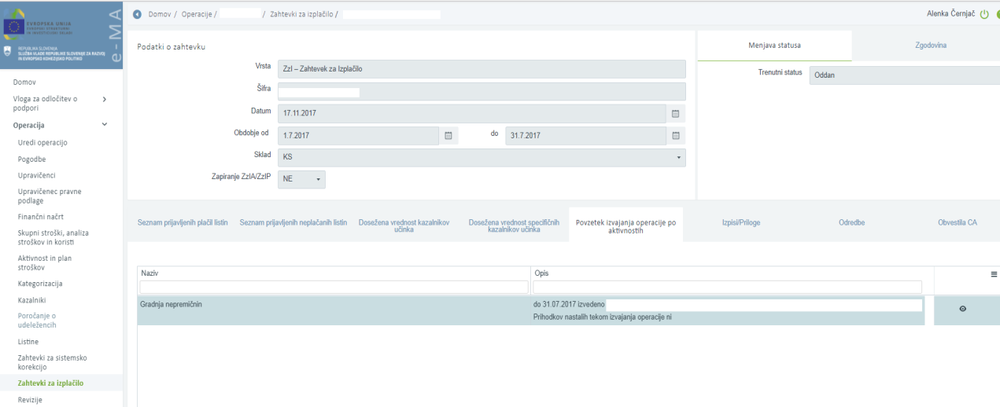 EVROPSKA UNIJA
EVROPSKI STRUKTURNI
IN INVESTICIJSKI SKLADI
REPUBLIKA SLOVENIJA
SLUŽBA VLADE REPUBLIKE SLOVENIJE ZA RAZVOJ
IN EVROPSKO KOHEZIJSKO POLITIKO
e-MA
Domov / Operacije / / Zahtevki za izplačilo /
Alenka Černjač
Domov
Vloga za odločitev o
podpori
Operacija
Uredi operacijo
Pogodbe
Upravičenci
Upravičenec pravne
podlage
Finančni načrt
Skupni stroški, analiza
stroškov in koristi
Aktivnost in plan
stroškov
Kategorizacija
Kazalniki
Poročanje o
udeležencih
Listine
Zahtevki za sistemsko
korekcijo
Zahtevki za izplačilo
Revizije
Podatki o zahtevku
Vrsta ZzI – Zahtevek za Izplačilo
Šifra
Datum 17.11.2017
Obdobje od 1.7.2017 do 31.7.2017
Sklad KS
Zapiranje ZzIA/ZzIP NE
Menjava statusa Zgodovina
Trenutni status Oddan
Seznam prijavljenih plačil listin
Seznam prijavljenih neplačanih listin
Dosežena vrednost kazalnikov
učinka
Dosežena vrednost specifičnih
kazalnikov učinka
Povzetek izvajanja operacije po
aktivnostih
Izpisi/Priloge
Odredbe
Obvestila CA
Naziv Opis
Gradnja nepremičnin do 31.07.2017 izvedeno
Prihodkov nastalih tekom izvajanja operacije ni